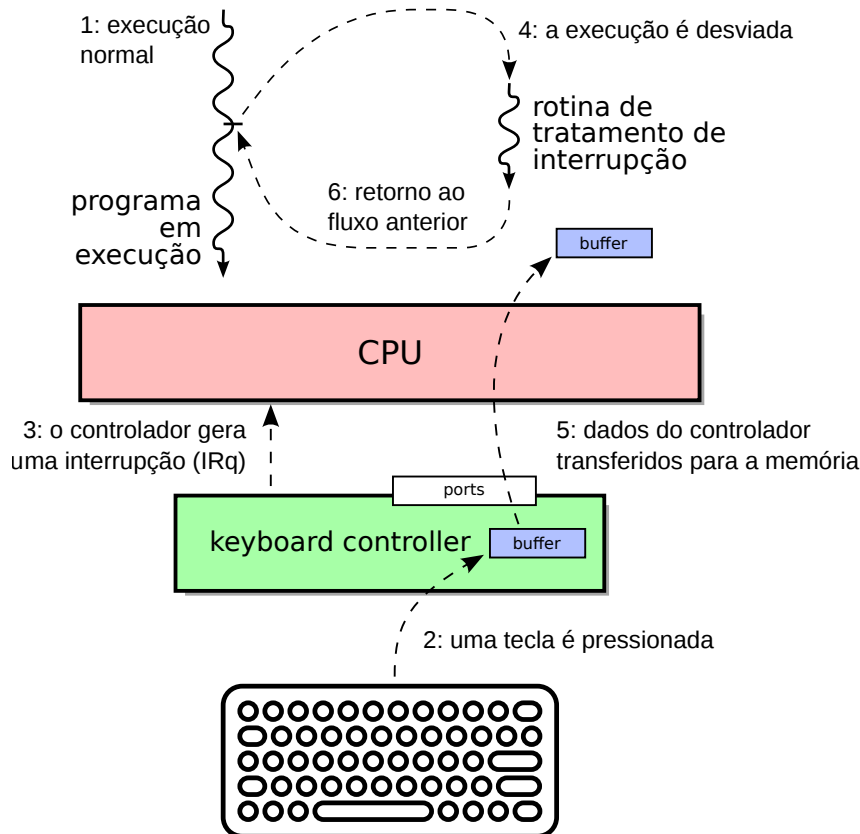 1: execução
normal
4: a execução é desviada
rotina de
tratamento de
interrupção
programa
em
execução
6: retorno ao
fluxo anterior
buffer
CPU
3: o controlador gera
uma interrupção (IRq)
5: dados do controlador
transferidos para a memória
ports
keyboard controller
buffer
2: uma tecla é pressionada